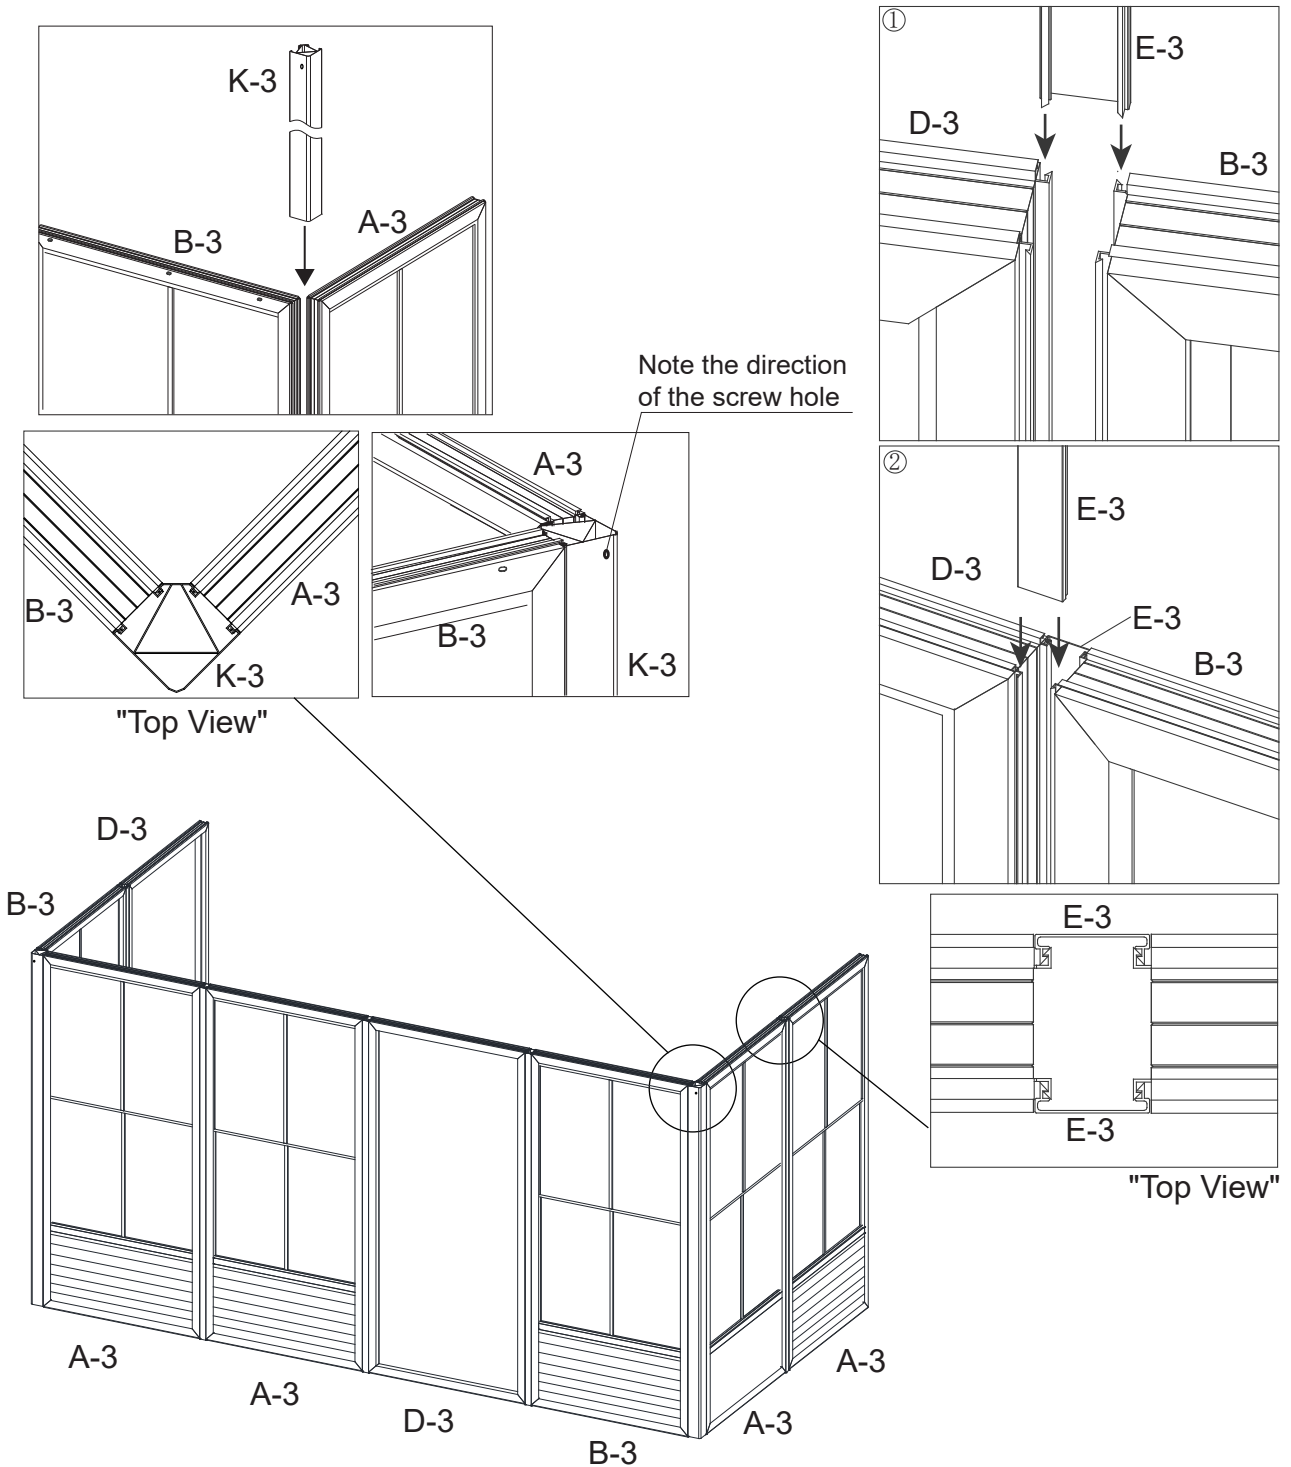 K-3
A-3
B-3
Note the direction
of the screw hole
①
E-3
D-3
B-3
B-3
A-3
K-3
"Top View"
A-3
B-3
K-3
②
E-3
D-3
E-3
B-3
E-3
E-3
"Top View"
D-3
B-3
A-3
A-3
D-3
B-3
A-3
A-3